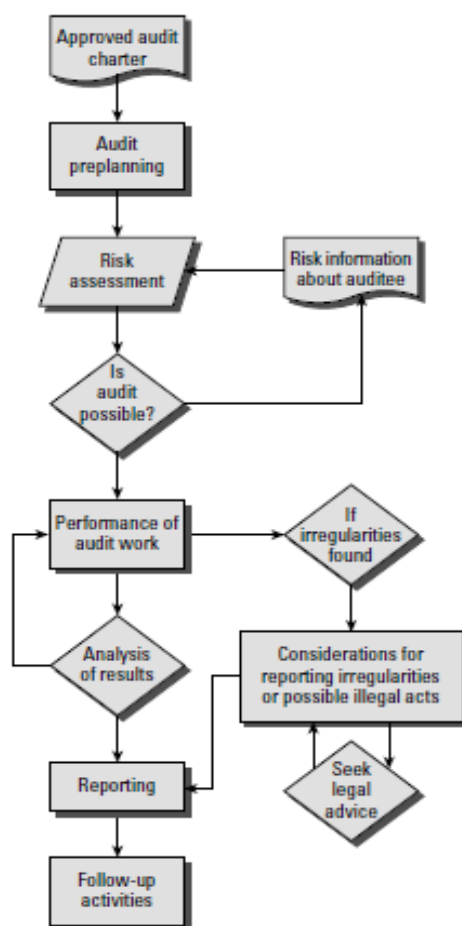 Approved audit
charter
Audit
preplanning
Risk
assessment
Risk information
about auditee
Is
audit
possible?
Performance of
audit work
If
irregularities
found
Analysis
of results
Considerations for
reporting irregularities
or possible illegal acts
Reporting
Seek
legal
advice
Follow-up
activities